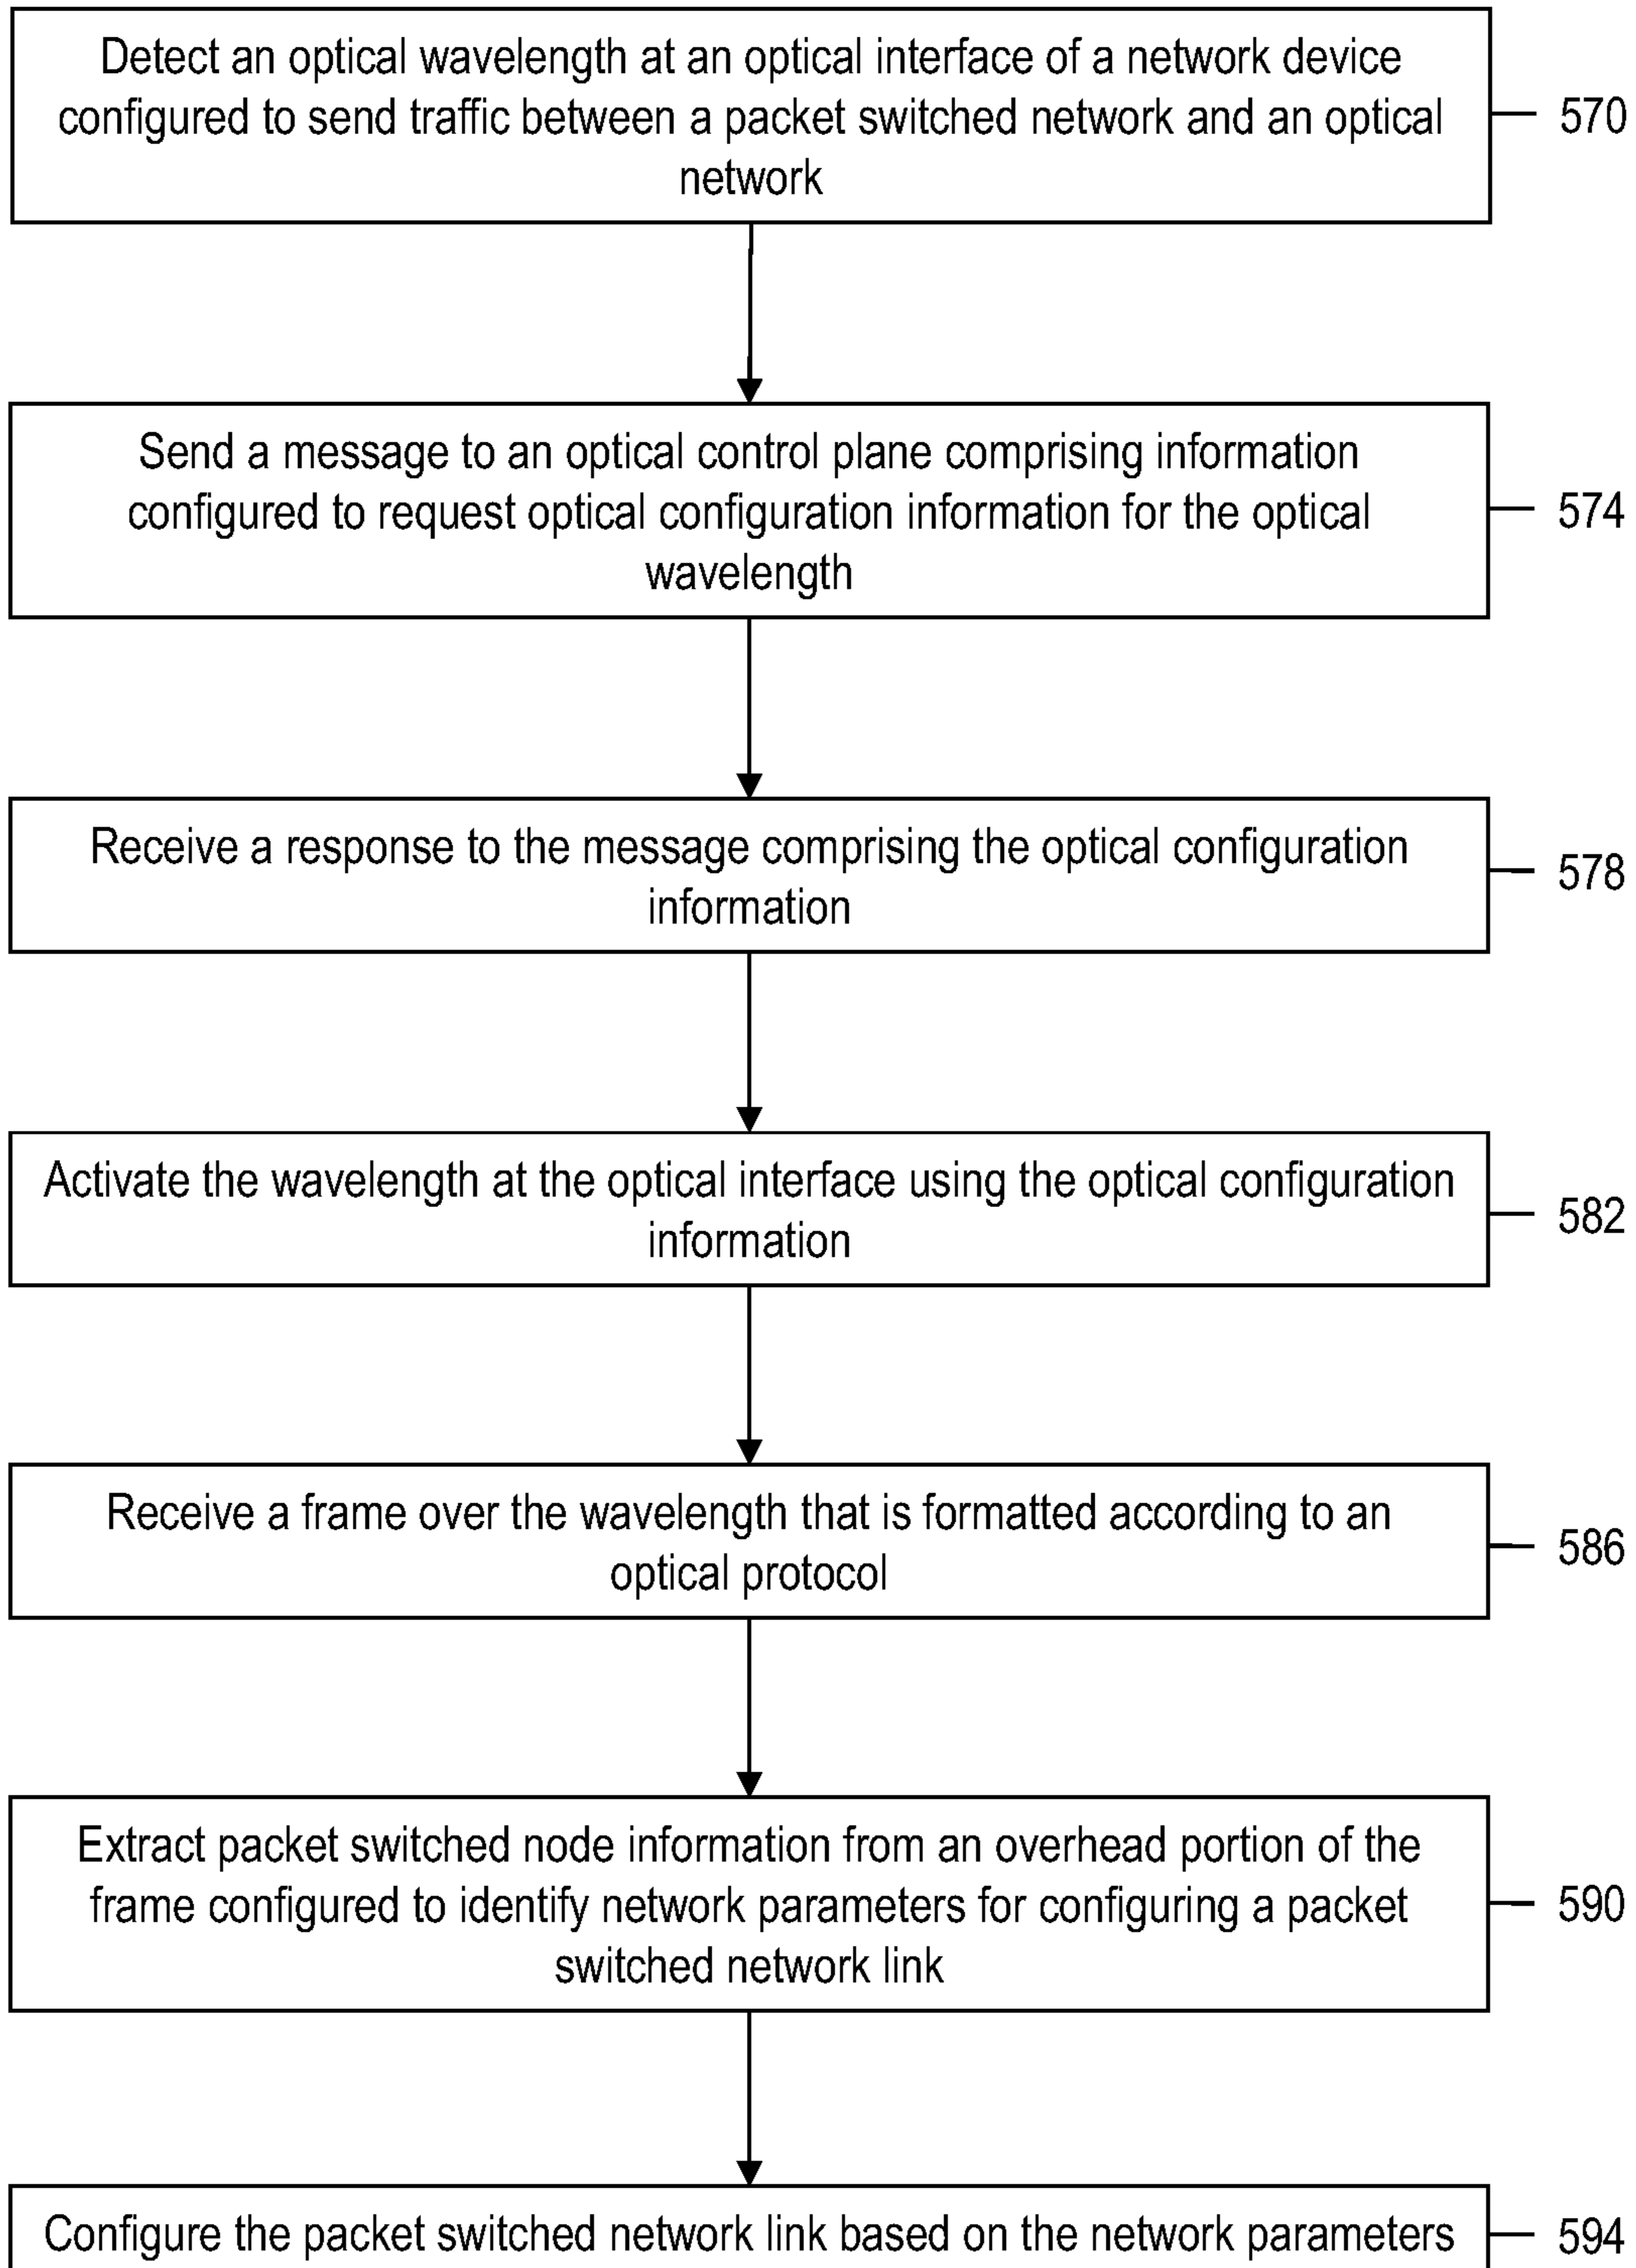 Detect an optical wavelength at an optical interface of a network device
configured to send traffic between a packet switched network and an optical
network
570
Send a message to an optical control plane comprising information
configured to request optical configuration information for the optical
wavelength
574
Receive a response to the message comprising the optical configuration
information
578
Activate the wavelength at the optical interface using the optical configuration
information
582
Receive a frame over the wavelength that is formatted according to an
optical protocol
586
Extract packet switched node information from an overhead portion of the
frame configured to identify network parameters for configuring a packet
switched network link
590
Configure the packet switched network link based on the network parameters
594